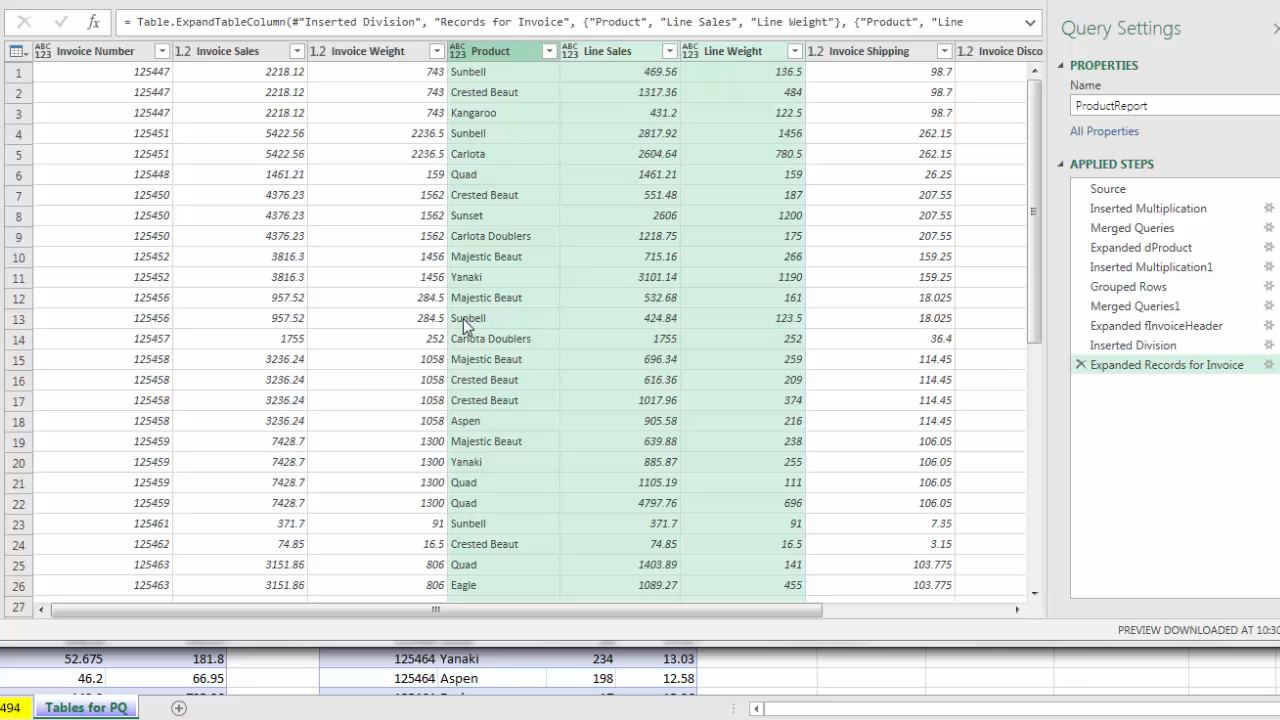 = Table.ExpandTableColumn(#"Inserted Division", "Records for Invoice", {"Product", "Line Sales", "Line Weight"}, {"Product", "Line
ABC 123 Invoice Number 1.2 Invoice Sales 1.2 Invoice Weight ABC 123 Product ABC 123 Line Sales ABC 123 Line Weight 1.2 Invoice Shipping 1.2 Invoice Disco
1 125447 2218.12 743 Sunbell 469.56 136.5 98.7
2 125447 2218.12 743 Crested Beaut 1317.36 484 98.7
3 125447 2218.12 743 Kangaroo 431.2 122.5 98.7
4 125451 5422.56 2236.5 Sunbell 2817.92 1456 262.15
5 125451 5422.56 2236.5 Carlota 2604.64 780.5 262.15
6 125448 1461.21 159 Quad 1461.21 159 26.25
7 125450 4376.23 1562 Crested Beaut 551.48 187 207.55
8 125450 4376.23 1562 Sunset 2606 1200 207.55
9 125450 4376.23 1562 Carlota Doublers 1218.75 175 207.55
10 125452 3816.3 1456 Majestic Beaut 715.16 266 159.25
11 125452 3816.3 1456 Yanaki 3101.14 1190 159.25
12 125456 957.52 284.5 Majestic Beaut 532.68 161 18.025
13 125456 957.52 284.5 Sunbell 424.84 123.5 18.025
14 125457 1755 252 Carlota Doublers 1755 252 36.4
15 125458 3236.24 1058 Majestic Beaut 696.34 259 114.45
16 125458 3236.24 1058 Crested Beaut 616.36 209 114.45
17 125458 3236.24 1058 Crested Beaut 1017.96 374 114.45
18 125458 3236.24 1058 Aspen 905.58 216 114.45
19 125459 7428.7 1300 Majestic Beaut 639.88 238 106.05
20 125459 7428.7 1300 Yanaki 885.87 255 106.05
21 125459 7428.7 1300 Quad 1105.19 111 106.05
22 125459 7428.7 1300 Quad 4797.76 696 106.05
23 125461 371.7 91 Sunbell 371.7 91 7.35
24 125462 74.85 16.5 Crested Beaut 74.85 16.5 3.15
25 125463 3151.86 806 Quad 1403.89 141 103.775
26 125463 3151.86 806 Eagle 1089.27 455 103.775
27
Query Settings
PROPERTIES
Name
ProductReport
All Properties
APPLIED STEPS
Source
Inserted Multiplication
Merged Queries
Expanded dProduct
Inserted Multiplication1
Grouped Rows
Merged Queries1
Expanded fInvoiceHeader
Inserted Division
Expanded Records for Invoice
PREVIEW DOWNLOADED AT 10:30
52.675 181.8 125464 Yanaki 234 13.03
46.2 66.95 125464 Aspen 198 12.58
494 Tables for PQ